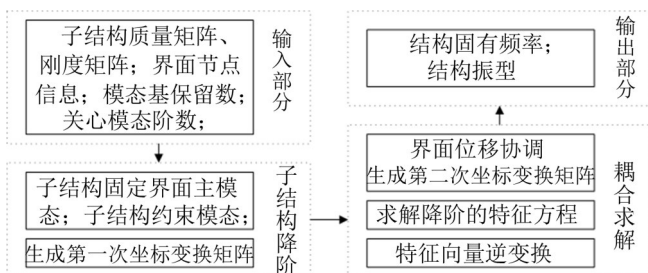 子结构质量矩阵、
刚度矩阵；界面节点
信息；模态基保留数；
关心模态阶数；
输入部分
子结构固定界面主模
态；子结构约束模态；
生成第一次坐标变换矩阵
子结构降阶
界面位移协调
生成第二次坐标变换矩阵
求解降阶的特征方程
特征向量逆变换
耦合求解
结构固有频率；
结构振型
输出部分